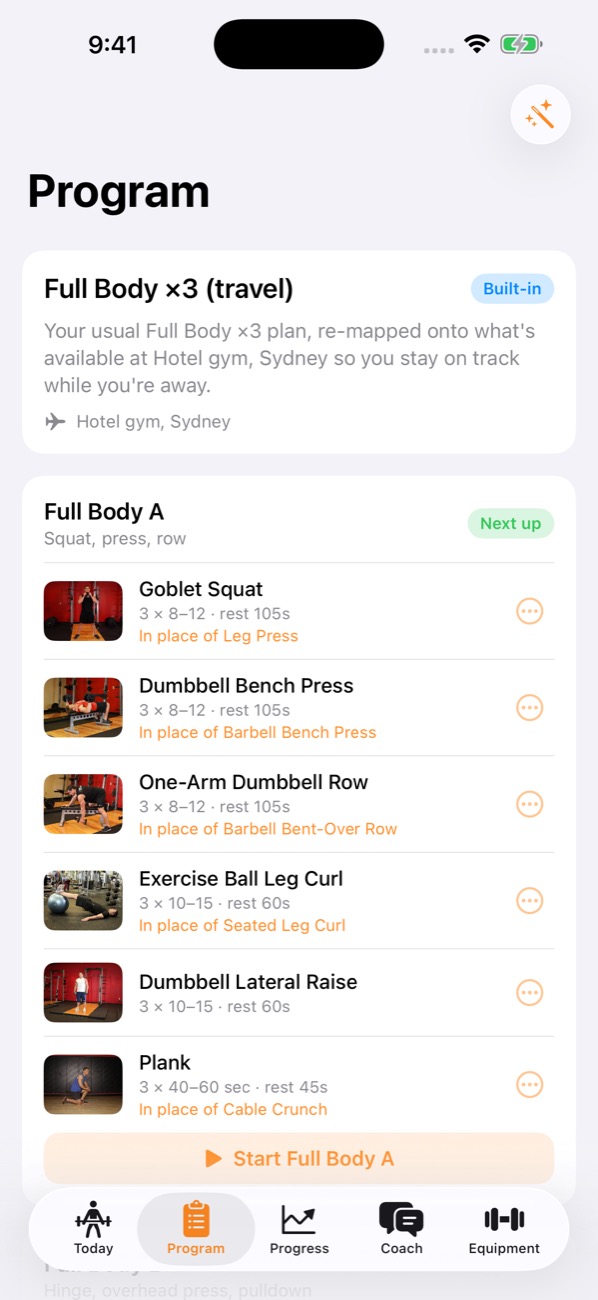 9:41
Program
Full Body ×3 (travel)
Built-in
Your usual Full Body ×3 plan, re-mapped onto what's
available at Hotel gym, Sydney so you stay on track
while you're away.
Hotel gym, Sydney
Full Body A
Next up
Squat, press, row
Goblet Squat
3 × 8–12 · rest 105s
In place of Leg Press
Dumbbell Bench Press
3 × 8–12 · rest 105s
In place of Barbell Bench Press
One-Arm Dumbbell Row
3 × 8–12 · rest 105s
In place of Barbell Bent-Over Row
Exercise Ball Leg Curl
3 × 10–15 · rest 60s
In place of Seated Leg Curl
Dumbbell Lateral Raise
3 × 10–15 · rest 60s
Plank
3 × 40–60 sec · rest 45s
In place of Cable Crunch
Start Full Body A
Today
Program
Progress
Coach
Equipment
Hinge, overhead press, pulldown